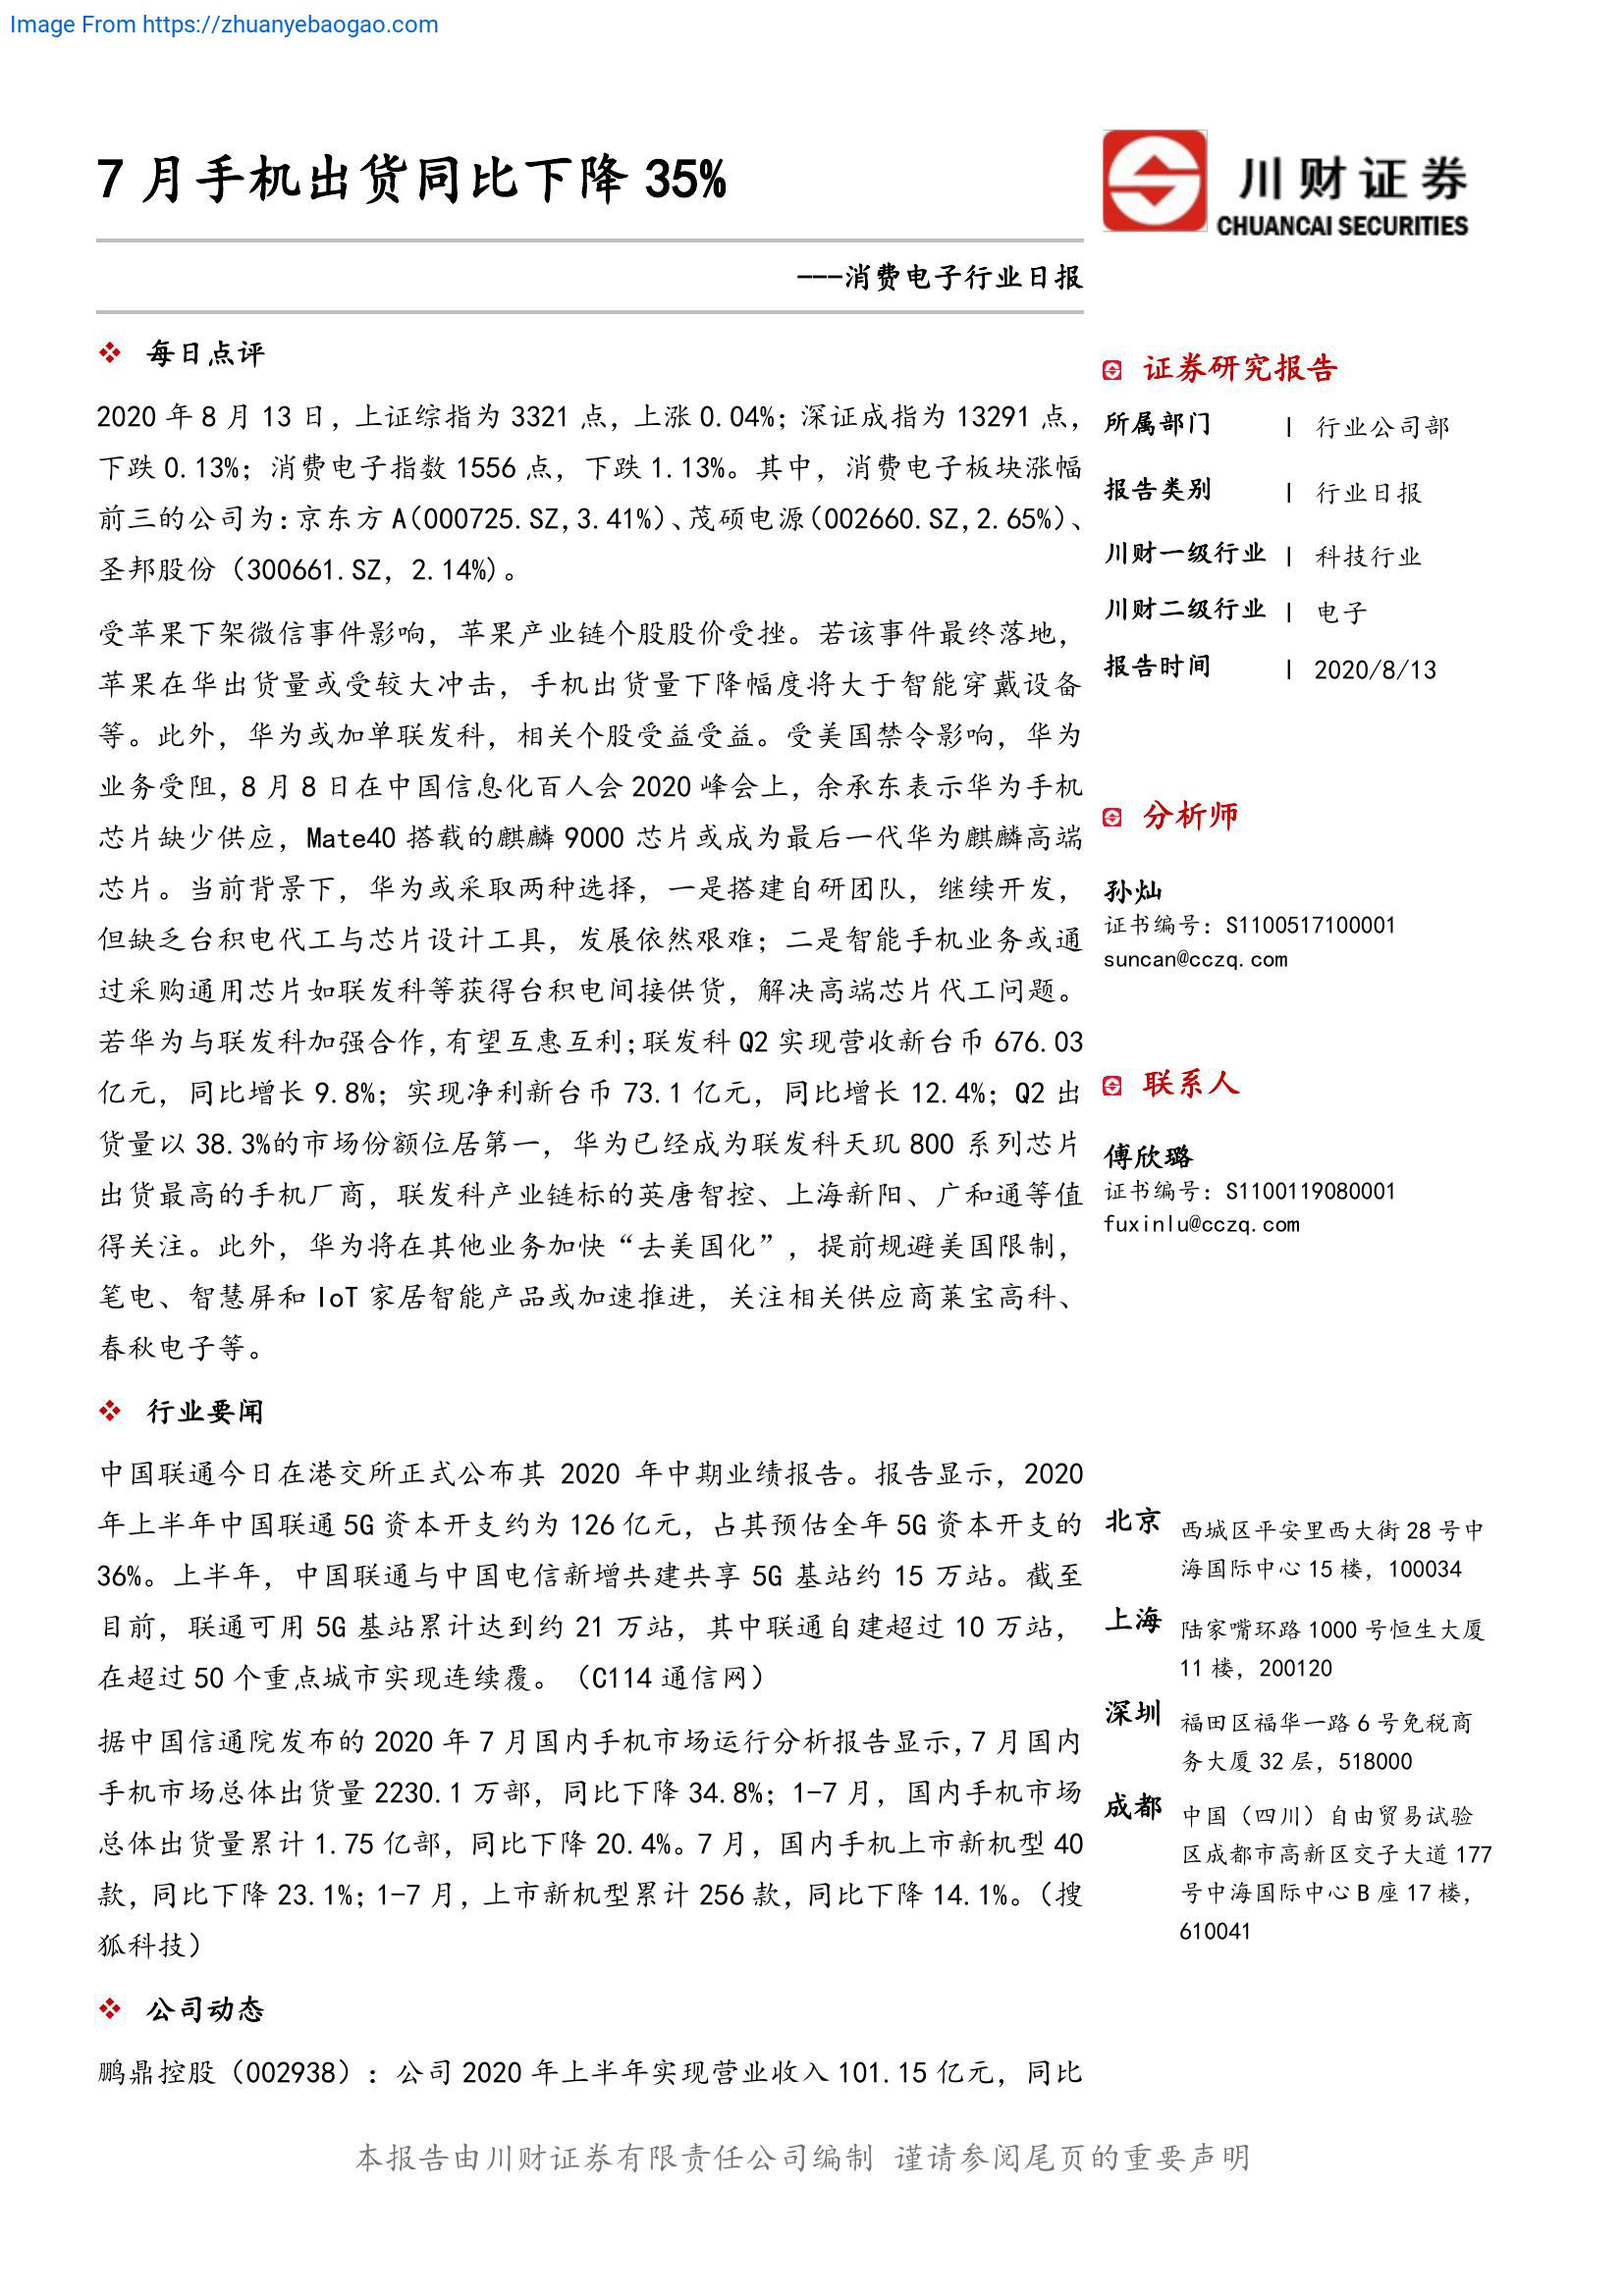 Image From https://zhuanyebaogao.com
7 月手机出货同比下降 35%
川财证券
CHUANCAI SECURITIES
---消费电子行业日报
每日点评
2020 年 8 月 13 日，上证综指为 3321 点，上涨 0.04%；深证成指为 13291 点，
下跌 0.13%；消费电子指数 1556 点，下跌 1.13%。其中，消费电子板块涨幅
前三的公司为：京东方 A（000725.SZ,3.41%）、茂硕电源（002660.SZ,2.65%）、
圣邦股份（300661.SZ，2.14%）。
受苹果下架微信事件影响，苹果产业链个股股价受挫。若该事件最终落地，
苹果在华出货量或受较大冲击，手机出货量下降幅度将大于智能穿戴设备
等。此外，华为或加单联发科，相关个股受益受益。受美国禁令影响，华为
业务受阻，8 月 8 日在中国信息化百人会 2020 峰会上，余承东表示华为手机
芯片缺少供应，Mate40 搭载的麒麟 9000 芯片或成为最后一代华为麒麟高端
芯片。当前背景下，华为或采取两种选择，一是搭建自研团队，继续开发，
但缺乏台积电代工与芯片设计工具，发展依然艰难；二是智能手机业务或通
过采购通用芯片如联发科等获得台积电间接供货，解决高端芯片代工问题。
若华为与联发科加强合作，有望互惠互利；联发科 Q2 实现营收新台币 676.03
亿元，同比增长 9.8%；实现净利新台币 73.1 亿元，同比增长 12.4%；Q2 出
货量以 38.3%的市场份额位居第一，华为已经成为联发科天玑 800 系列芯片
出货最高的手机厂商，联发科产业链标的英唐智控、上海新阳、广和通等值
得关注。此外，华为将在其他业务加快“去美国化”，提前规避美国限制，
笔电、智慧屏和 IoT 家居智能产品或加速推进，关注相关供应商莱宝高科、
春秋电子等。
行业要闻
中国联通今日在港交所正式公布其 2020 年中期业绩报告。报告显示，2020
年上半年中国联通 5G 资本开支约为 126 亿元，占其预估全年 5G 资本开支的
36%。上半年，中国联通与中国电信新增共建共享 5G 基站约 15 万站。截至
目前，联通可用 5G 基站累计达到约 21 万站，其中联通自建超过 10 万站，
在超过 50 个重点城市实现连续覆。（C114 通信网）
据中国信通院发布的 2020 年 7 月国内手机市场运行分析报告显示，7 月国内
手机市场总体出货量 2230.1 万部，同比下降 34.8%；1-7 月，国内手机市场
总体出货量累计 1.75 亿部，同比下降 20.4%。7 月，国内手机上市新机型 40
款，同比下降 23.1%；1-7 月，上市新机型累计 256 款，同比下降 14.1%。（搜
狐科技）
公司动态
鹏鼎控股（002938）：公司 2020 年上半年实现营业收入 101.15 亿元，同比
证券研究报告
所属部门 | 行业公司部
报告类别 | 行业日报
川财一级行业 | 科技行业
川财二级行业 | 电子
报告时间 | 2020/8/13
分析师
孙灿
证书编号：S1100517100001
suncan@cczq.com
联系人
傅欣璐
证书编号：S1100119080001
fuxinlu@cczq.com
北京 西城区平安里西大街 28 号中
海国际中心 15 楼，100034
上海 陆家嘴环路 1000 号恒生大厦
11 楼，200120
深圳 福田区福华一路 6 号免税商
务大厦 32 层，518000
成都 中国（四川）自由贸易试验
区成都市高新区交子大道 177
号中海国际中心 B 座 17 楼，
610041
本报告由川财证券有限责任公司编制 谨请参阅尾页的重要声明